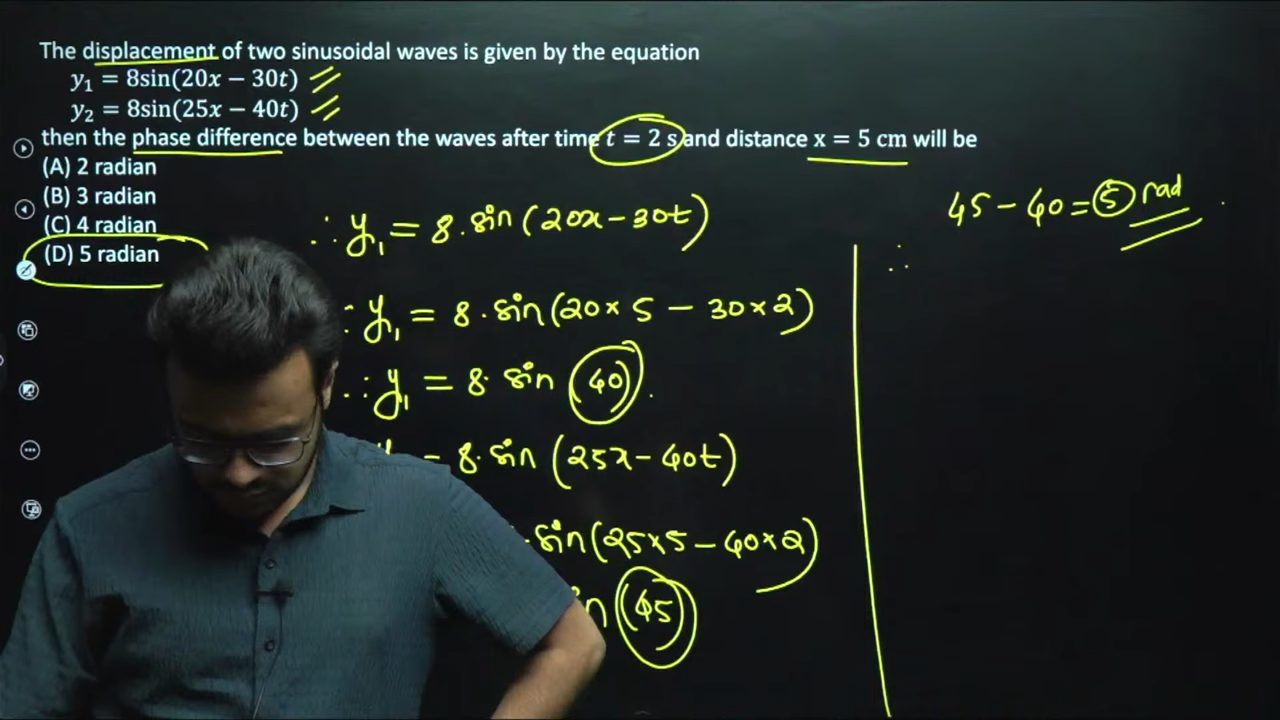 The displacement of two sinusoidal waves is given by the equation
y₁ = 8sin(20x − 30t)
y₂ = 8sin(25x − 40t)
then the phase difference between the waves after time t = 2 s and distance x = 5 cm will be
(A) 2 radian
(B) 3 radian
(C) 4 radian
(D) 5 radian
∴ y₁ = 8.sin(20x − 30t)
∴ y₁ = 8.sin(20 × 5 − 30 × 2)
∴ y₁ = 8. sin (40).
= 8.sin (25x − 40t)
.sin(25×5 − 40×2)
(45)
45 − 40 = 5 rad
∴